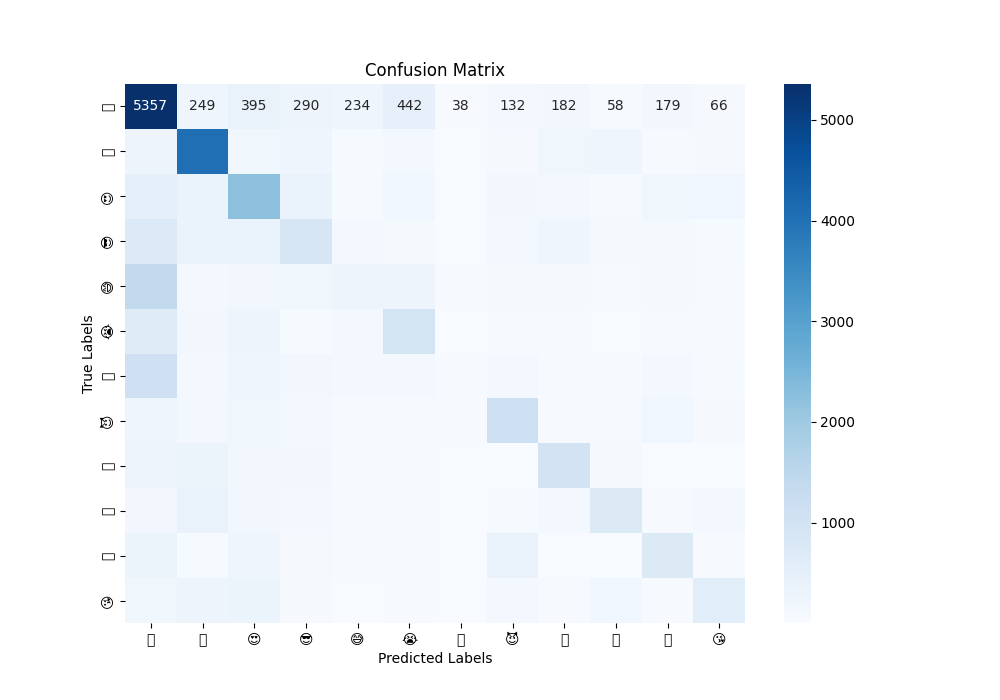 Confusion Matrix
5357 249 395 290 234 442 38 132 182 58 179 66
True Labels
😍
😎
😅
😭
😈
😘
😍 😎 😅 😭 😈 😘
Predicted Labels
5000
4000
3000
2000
1000